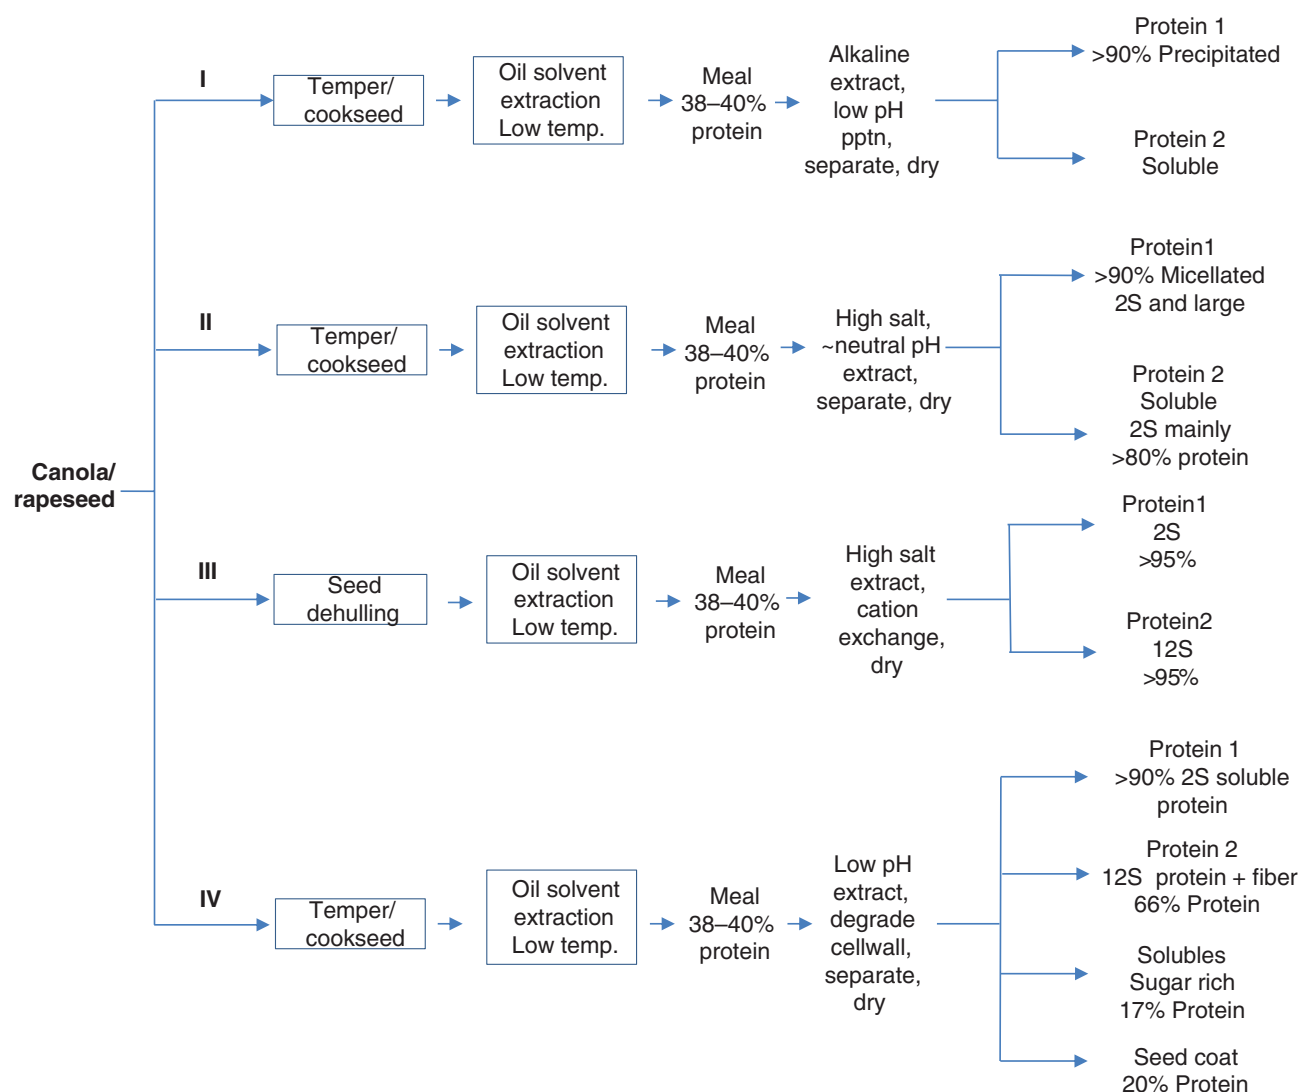 Canola/
rapeseed
I
Temper/
cookseed
Oil solvent
extraction
Low temp.
Meal
38–40%
protein
Alkaline
extract,
low pH
pptn,
separate, dry
Protein 1
>90% Precipitated
Protein 2
Soluble
II
Temper/
cookseed
Oil solvent
extraction
Low temp.
Meal
38–40%
protein
High salt,
~neutral pH
extract,
separate, dry
Protein1
>90% Micellated
2S and large
Protein 2
Soluble
2S mainly
>80% protein
III
Seed
dehulling
Oil solvent
extraction
Low temp.
Meal
38–40%
protein
High salt
extract,
cation
exchange,
dry
Protein1
2S
>95%
Protein2
12S
>95%
IV
Temper/
cookseed
Oil solvent
extraction
Low temp.
Meal
38–40%
protein
Low pH
extract,
degrade
cellwall,
separate,
dry
Protein 1
>90% 2S soluble
protein
Protein 2
12S protein + fiber
66% Protein
Solubles
Sugar rich
17% Protein
Seed coat
20% Protein